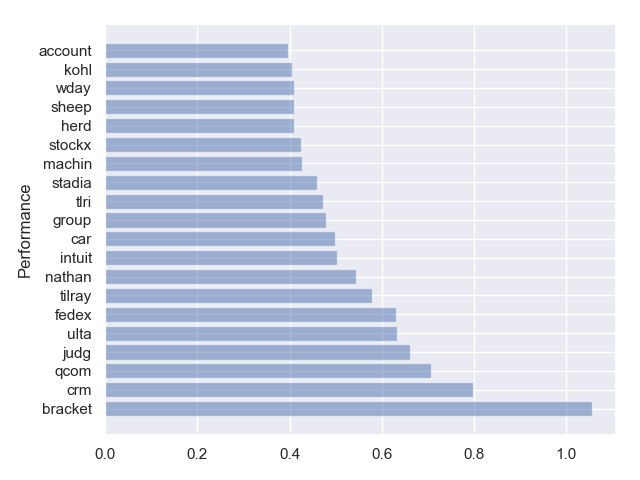 account
kohl
wday
sheep
herd
stockx
machin
stadia
tlri
group
car
intuit
nathan
tilray
fedex
ulta
judg
qcom
crm
bracket
Performance
0.0 0.2 0.4 0.6 0.8 1.0